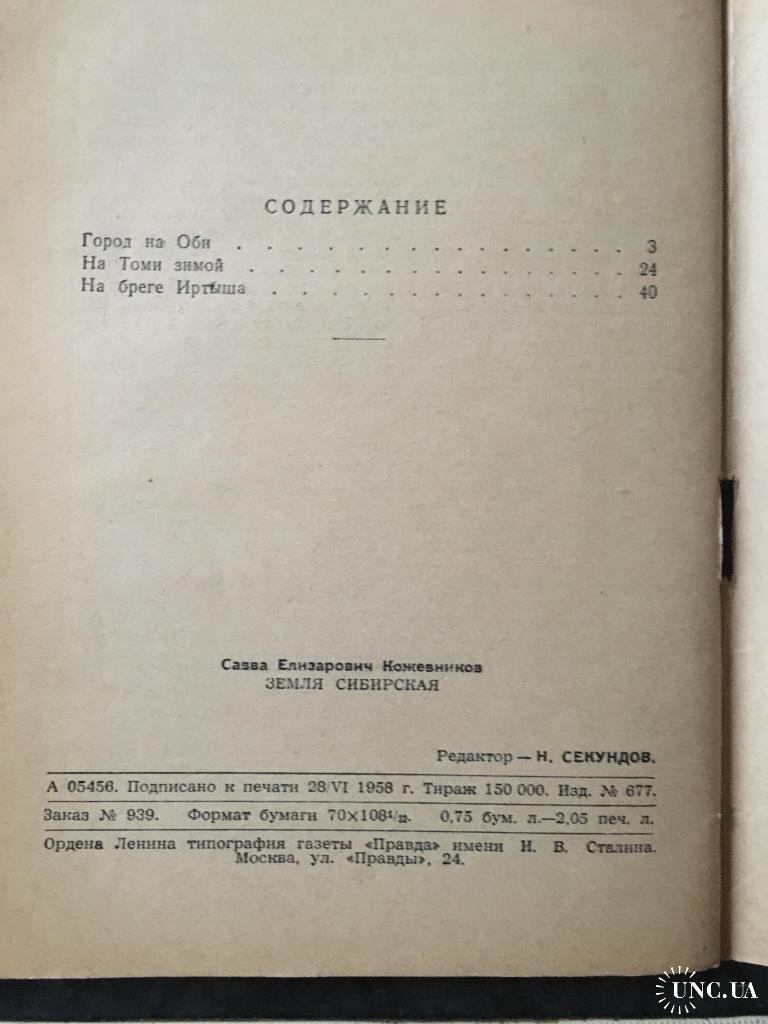 СОДЕРЖАНИЕ
Город на Оби . . . . . . . . . . . . . . . 3
На Томи зимой . . . . . . . . . . . . . . 24
На бреге Иртыша . . . . . . . . . . . . . 40
Савва Елизарович Кожевников
ЗЕМЛЯ СИБИРСКАЯ
Редактор — Н. СЕКУНДОВ.
А 05456. Подписано к печати 28/VI 1958 г. Тираж 150 000. Изд. № 677.
Заказ № 939. Формат бумаги 70×108¹/₃₂. 0,75 бум. л.—2,05 печ. л.
Ордена Ленина типография газеты «Правда» имени И. В. Сталина.
Москва, ул. «Правды», 24.
UNC.UA